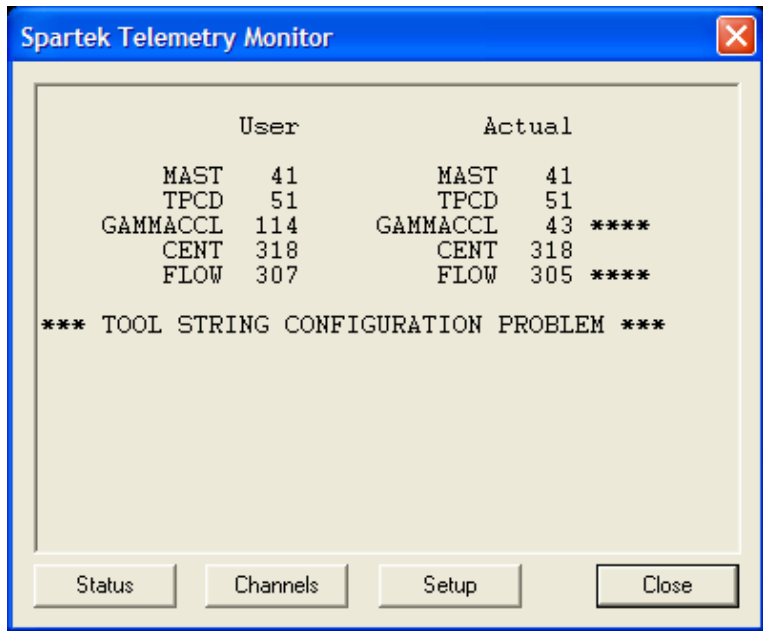 Spartek Telemetry Monitor
User Actual
MAST 41 MAST 41
TPCD 51 TPCD 51
GAMMACCL 114 GAMMACCL 43 ****
CENT 318 CENT 318
FLOW 307 FLOW 305 ****
*** TOOL STRING CONFIGURATION PROBLEM ***
Status Channels Setup Close